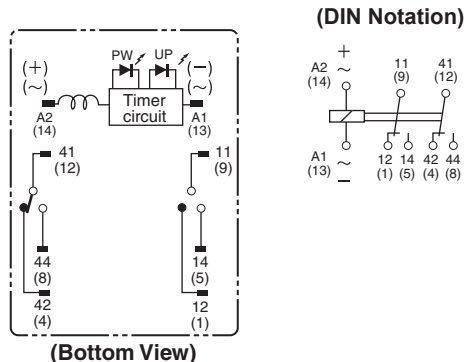 PW UP
(+) (−)
(~) (~)
Timer
circuit
A2 A1
(14) (13)
41 11
(12) (9)
44 14
(8) (5)
42 12
(4) (1)
(Bottom View)
(DIN Notation)
+
A2 ~
(14)
11 41
(9) (12)
A1 ~
(13) −
12 14 42 44
(1) (5) (4) (8)